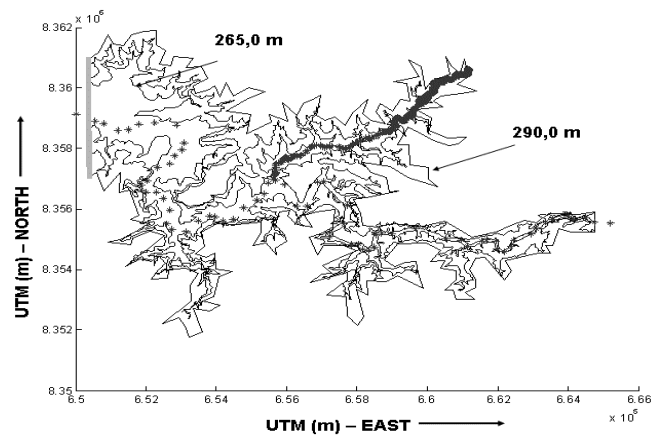 x 10⁶
8.362
8.36
8.358
8.356
8.354
8.352
8.35
UTM (m) – NORTH
265,0 m
290,0 m
6.5
6.52
6.54
6.56
6.58
6.6
6.62
6.64
6.66
x 10⁵
UTM (m) – EAST